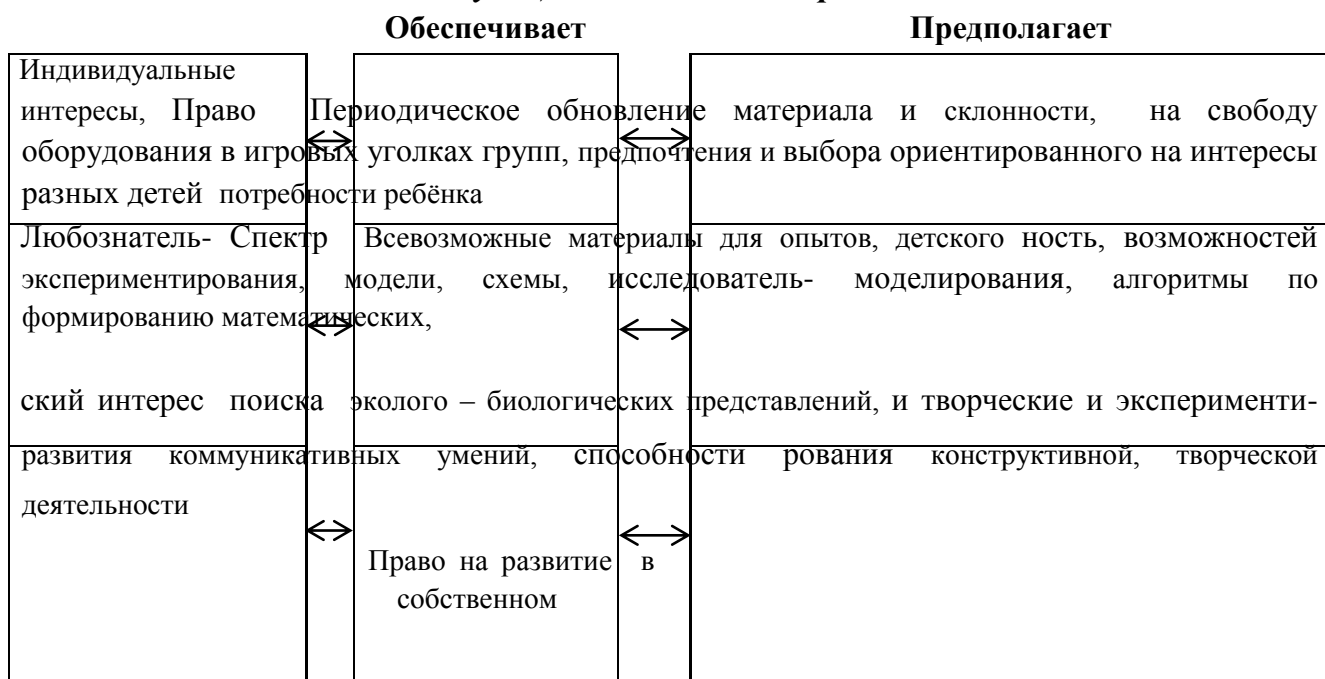 Обеспечивает Предполагает
Индивидуальные
интересы, Право Периодическое обновление материала и склонности, на свободу
оборудования в игровых уголках групп, предпочтения и выбора ориентированного на интересы
разных детей потребности ребёнка
Любознатель- Спектр Всевозможные материалы для опытов, детского ность, возможностей
экспериментирования, модели, схемы, исследователь- моделирования, алгоритмы по
формированию математических,
ский интерес поиска эколого – биологических представлений, и творческие и эксперименти-
развития коммуникативных умений, способности рования конструктивной, творческой
деятельности
Право на развитие в
собственном